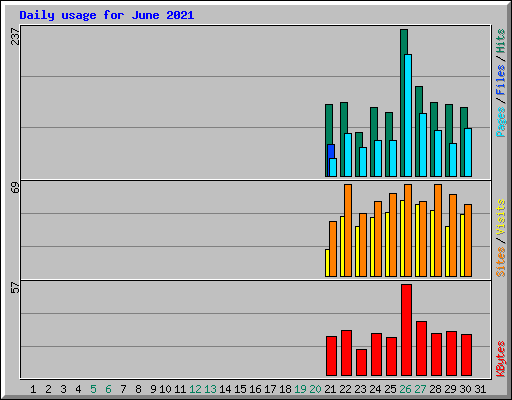 Daily usage for June 2021
237
Pages / Files / Hits
69
Sites / Visits
57
KBytes
1 2 3 4 5 6 7 8 9 10 11 12 13 14 15 16 17 18 19 20 21 22 23 24 25 26 27 28 29 30 31